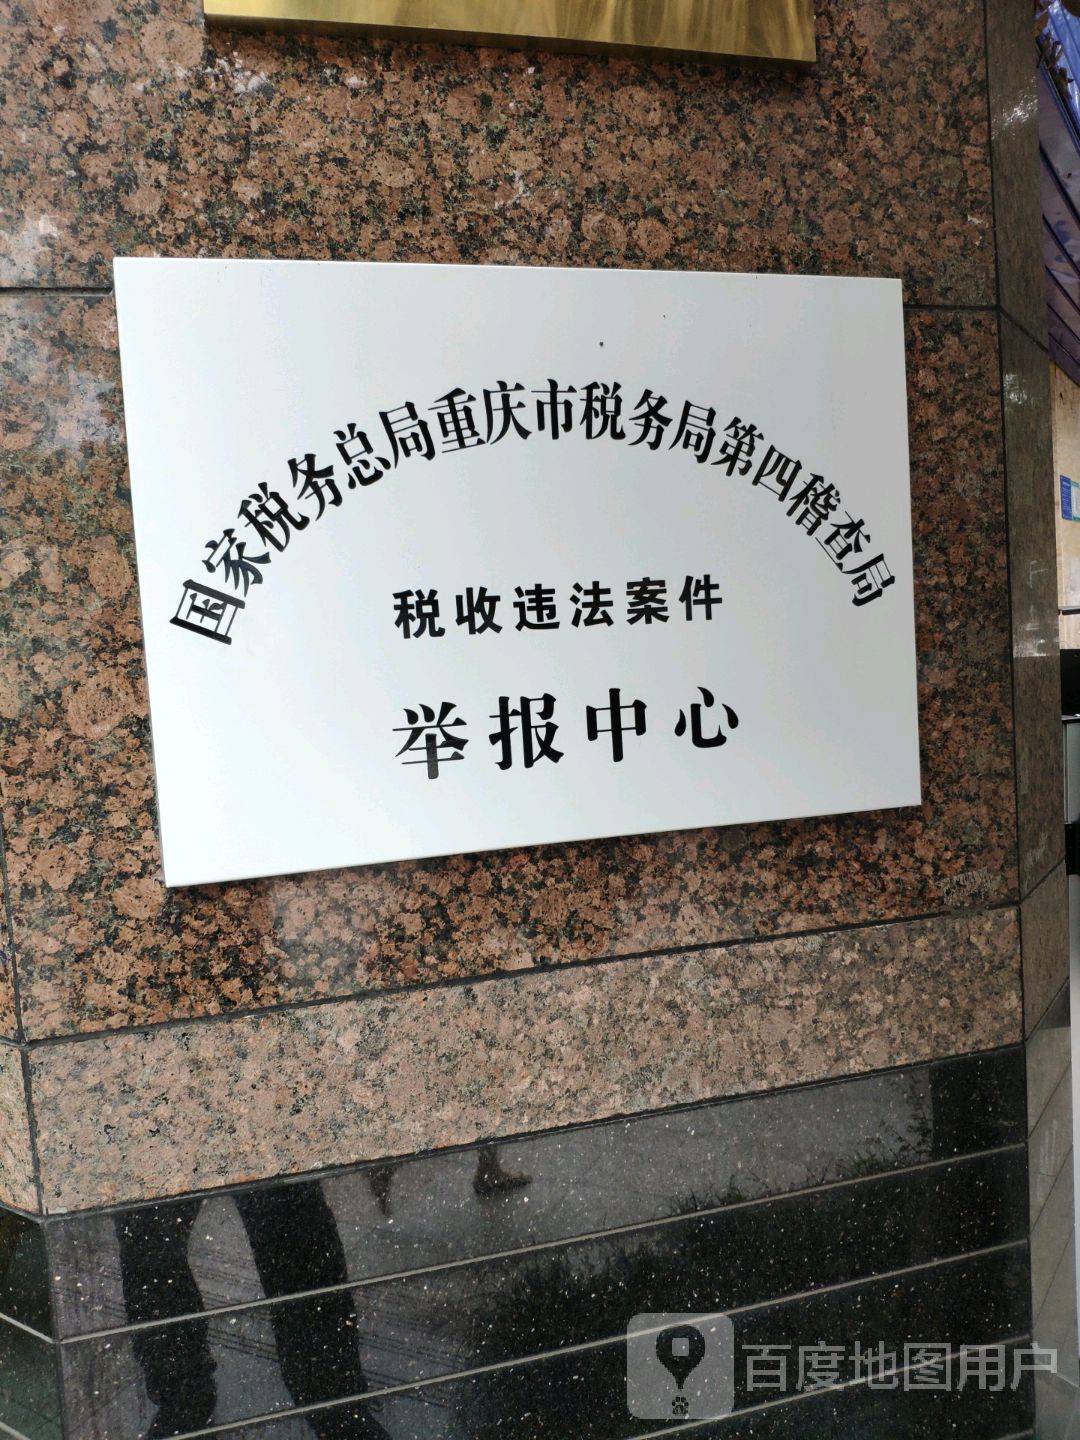 国家税务总局重庆市税务局第四稽查局
税收违法案件
举报中心
百度地图用户